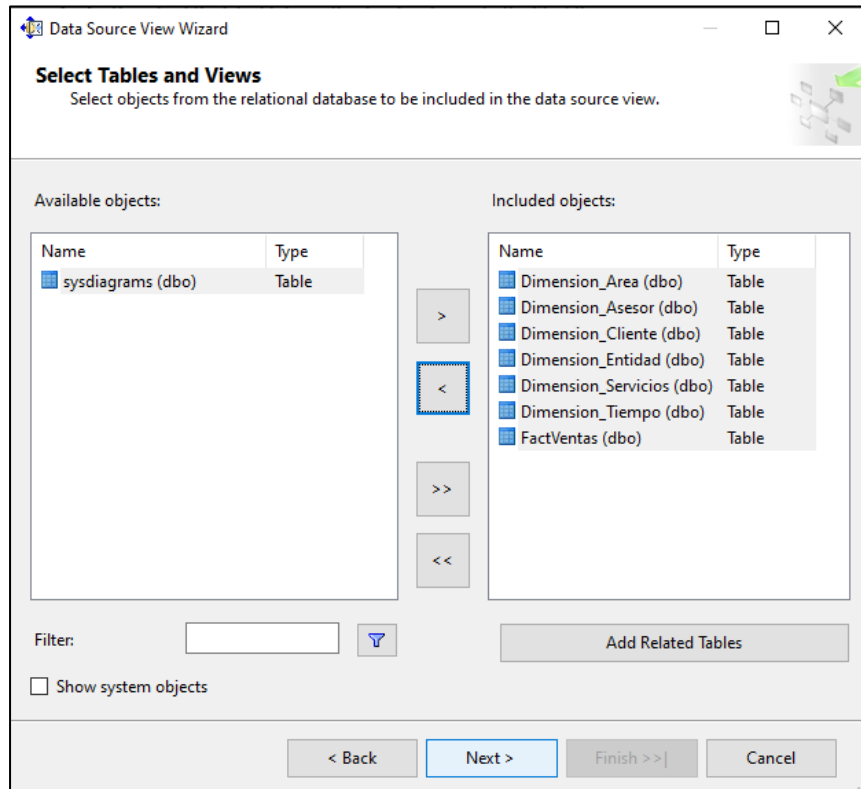 Data Source View Wizard
Select Tables and Views
Select objects from the relational database to be included in the data source view.
Available objects:
Name Type
sysdiagrams (dbo) Table
>
<
>>
<<
Included objects:
Name Type
Dimension_Area (dbo) Table
Dimension_Asesor (dbo) Table
Dimension_Cliente (dbo) Table
Dimension_Entidad (dbo) Table
Dimension_Servicios (dbo) Table
Dimension_Tiempo (dbo) Table
FactVentas (dbo) Table
Filter:
Add Related Tables
Show system objects
< Back Next > Finish >>| Cancel